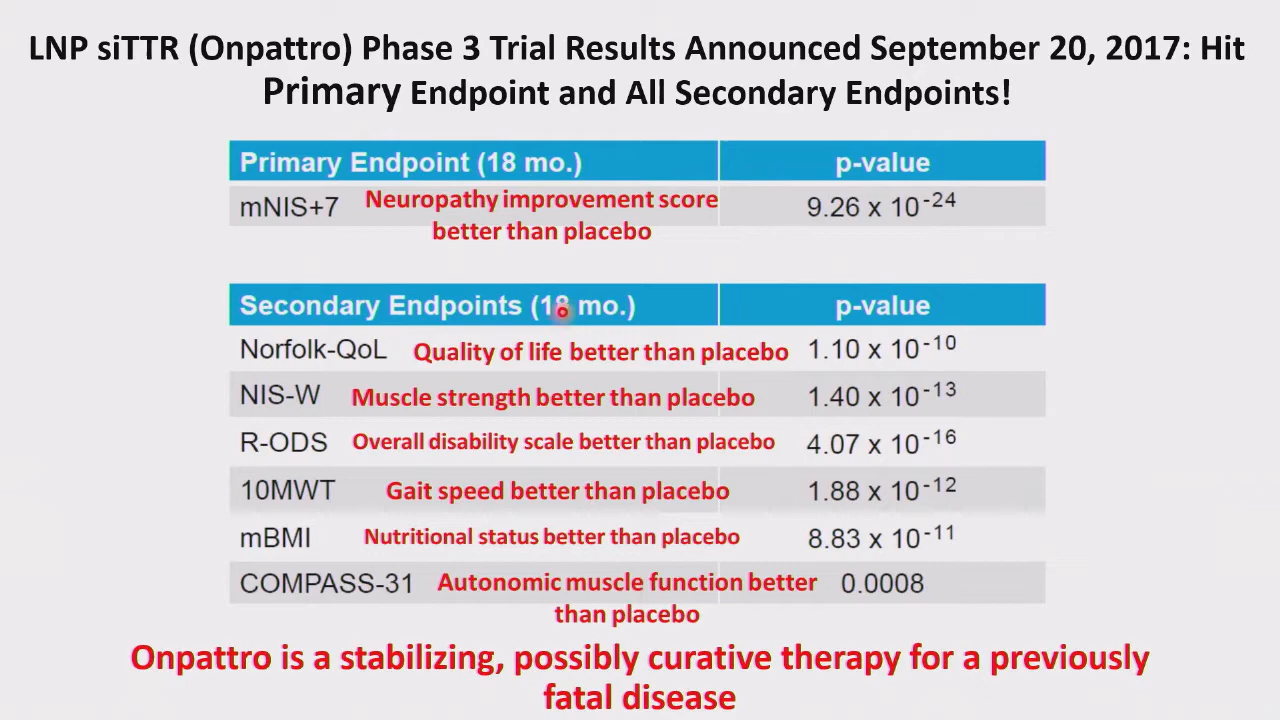 LNP siTTR (Onpattro) Phase 3 Trial Results Announced September 20, 2017: Hit
Primary Endpoint and All Secondary Endpoints!
Primary Endpoint (18 mo.) p-value
mNIS+7 Neuropathy improvement score better than placebo 9.26 x 10⁻²⁴
Secondary Endpoints (18 mo.) p-value
Norfolk-QoL Quality of life better than placebo 1.10 x 10⁻¹⁰
NIS-W Muscle strength better than placebo 1.40 x 10⁻¹³
R-ODS Overall disability scale better than placebo 4.07 x 10⁻¹⁶
10MWT Gait speed better than placebo 1.88 x 10⁻¹²
mBMI Nutritional status better than placebo 8.83 x 10⁻¹¹
COMPASS-31 Autonomic muscle function better than placebo 0.0008
Onpattro is a stabilizing, possibly curative therapy for a previously
fatal disease